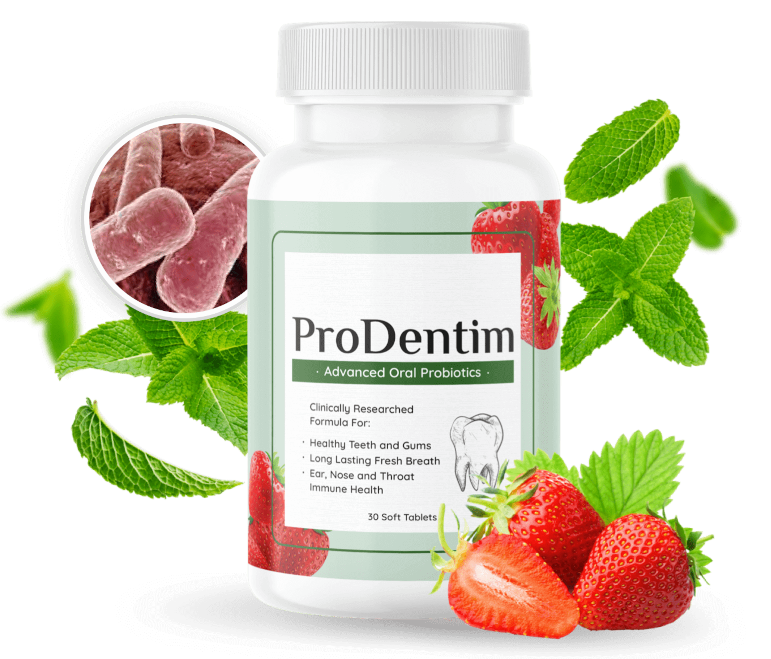 ProDentim
· Advanced Oral Probiotics ·
Clinically Researched
Formula For:
· Healthy Teeth and Gums
· Long Lasting Fresh Breath
· Ear, Nose and Throat
Immune Health
30 Soft Tablets